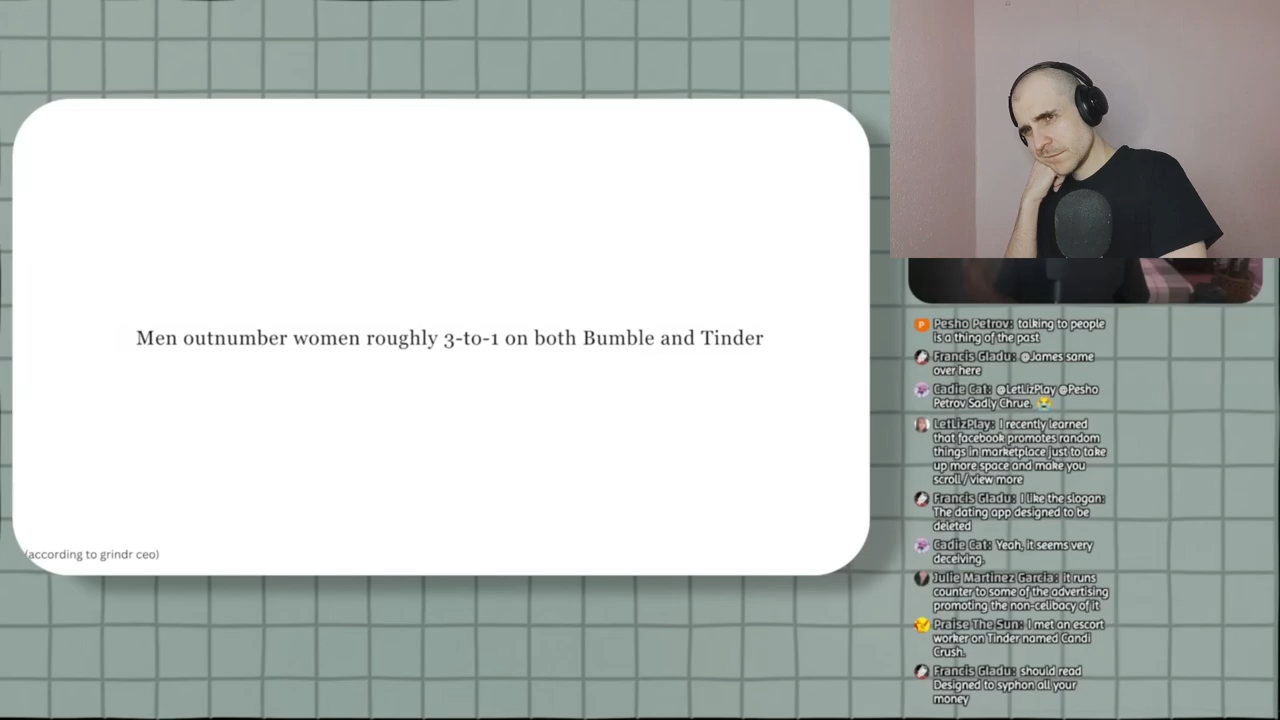 Men outnumber women roughly 3-to-1 on both Bumble and Tinder
(according to grindr ceo)
P Pesho Petrov: talking to people
is a thing of the past
Francis Gladu: @James same
over here
Cadie Cat: @LetLizPlay @Pesho
Petrov Sadly Chrue. 😭
LetLizPlay: I recently learned
that facebook promotes random
things in marketplace just to take
up more space and make you
scroll / view more
Francis Gladu: I like the slogan:
The dating app designed to be
deleted
Cadie Cat: Yeah, it seems very
deceiving.
Julie Martinez Garcia: it runs
counter to some of the advertising
promoting the non-celibacy of it
Praise The Sun: I met an escort
worker on Tinder named Candi
Crush.
Francis Gladu: should read
Designed to syphon all your
money